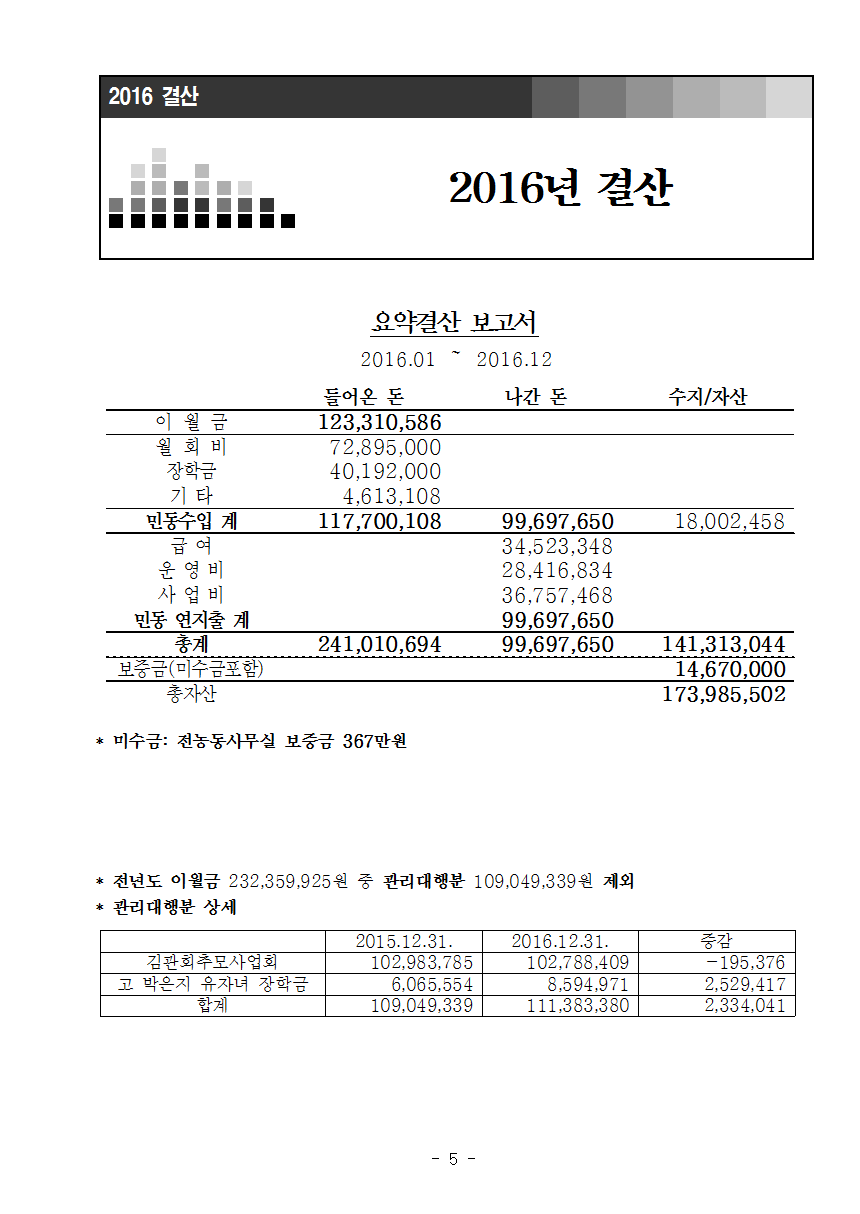 2016 결산
2016년 결산
요약결산 보고서
2016.01 ~ 2016.12
들어온 돈 나간 돈 수지/자산
이 월 금 123,310,586
월 회 비 72,895,000
장학금 40,192,000
기 타 4,613,108
민동수입 계 117,700,108 99,697,650 18,002,458
급 여 34,523,348
운 영 비 28,416,834
사 업 비 36,757,468
민동 연지출 계 99,697,650
총계 241,010,694 99,697,650 141,313,044
보증금(미수금포함) 14,670,000
총자산 173,985,502
* 미수금: 전농동사무실 보증금 367만원
* 전년도 이월금 232,359,925원 중 관리대행분 109,049,339원 제외
* 관리대행분 상세
2015.12.31. 2016.12.31. 증감
김관회추모사업회 102,983,785 102,788,409 -195,376
고 박은지 유자녀 장학금 6,065,554 8,594,971 2,529,417
합계 109,049,339 111,383,380 2,334,041
- 5 -